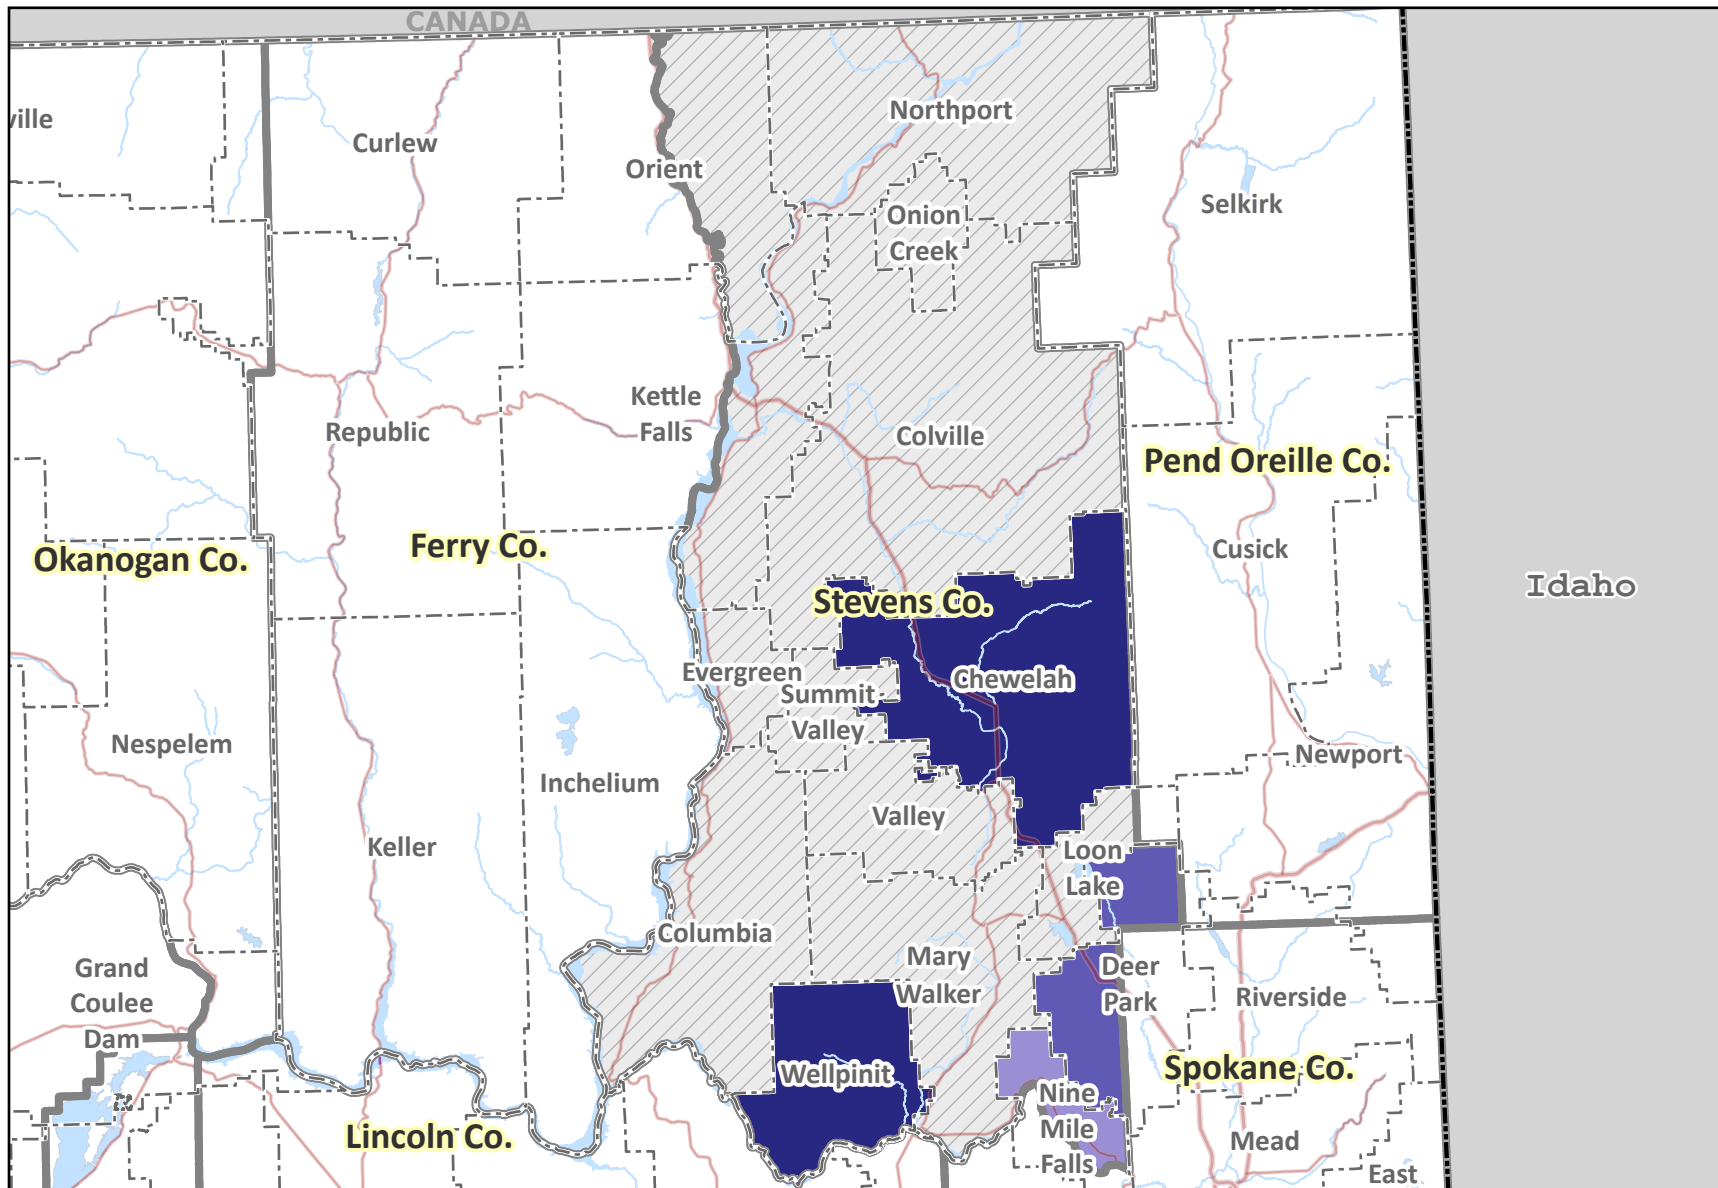 CANADA
ville
Curlew
Northport
Orient
Selkirk
Onion
Creek
Kettle
Falls
Republic
Colville
Pend Oreille Co.
Okanogan Co.
Ferry Co.
Cusick
Idaho
Stevens Co.
Evergreen
Chewelah
Summit
Valley
Nespelem
Newport
Inchelium
Valley
Keller
Loon
Lake
Columbia
Mary
Walker
Deer
Park
Grand
Coulee
Dam
Riverside
Wellpinit
Spokane Co.
Nine
Mile
Falls
Lincoln Co.
Mead
East